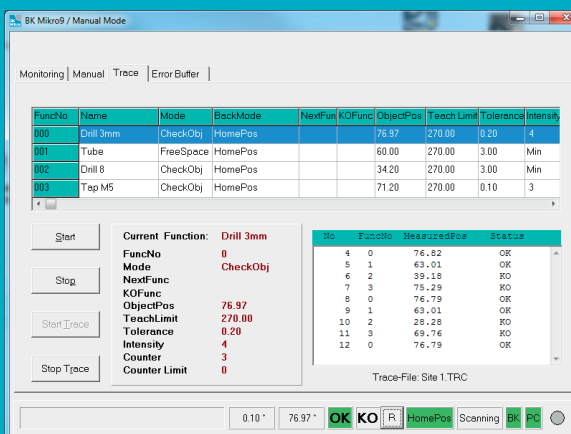 BK Mikro9 / Manual Mode
Monitoring Manual Trace Error Buffer
FuncNo Name Mode BackMode NextFun KOFunc ObjectPos Teach Limit Tolerance Intensity
000 Drill 3mm CheckObj HomePos 76.97 270.00 0.20 4
001 Tube FreeSpace HomePos 60.00 270.00 3.00 Min
002 Drill 8 CheckObj HomePos 34.20 270.00 3.00 Min
003 Tap M5 CheckObj HomePos 71.20 270.00 0.10 3
Start
Stop
Start Trace
Stop Trace
Current Function: Drill 3mm
FuncNo 0
Mode CheckObj
NextFunc
KOFunc
ObjectPos 76.97
TeachLimit 270.00
Tolerance 0.20
Intensity 4
Counter 3
Counter Limit 0
No FuncNo MeasuredPos Status
4 0 76.82 OK
5 1 63.01 OK
6 2 39.18 KO
7 3 75.29 KO
8 0 76.79 OK
9 1 63.01 OK
10 2 28.28 KO
11 3 69.76 KO
12 0 76.79 OK
Trace-File: Site 1.TRC
0.10 ° 76.97 ° OK KO R HomePos Scanning BK PC